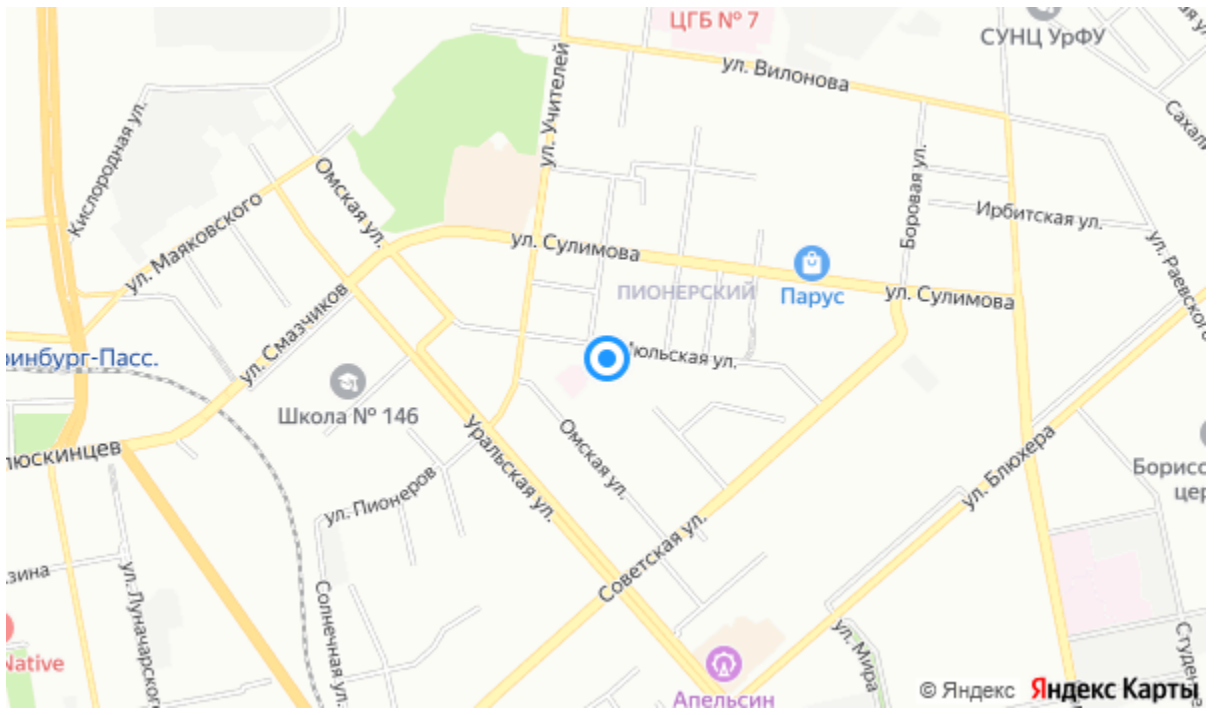 ЦГБ № 7
СУНЦ УрФУ
ул. Вилонова
ул. Учителей
Кислородная ул.
Сахали
Омская ул.
Боровая ул.
ул. Маяковского
Ирбитская ул.
ул. Сулимова
ул. Раевского
ПИОНЕРСКИЙ
Парус
ул. Сулимова
ул. Смазчиков
ринбург-Пасс.
Июльская ул.
Школа № 146
люскинцев
Уральская ул.
Омская ул.
ул. Блюхера
Борисо
цер
ул. Пионеров
Советская ул.
зина
ул. Луначарского
Солнечная ул.
ул. Мира
Студен
Native
Апельсин
© Яндекс Яндекс Карты